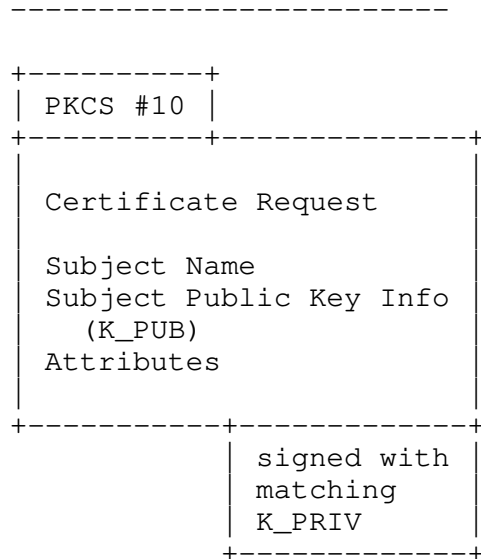 PKCS #10
Certificate Request
Subject Name
Subject Public Key Info
(K_PUB)
Attributes
signed with
matching
K_PRIV